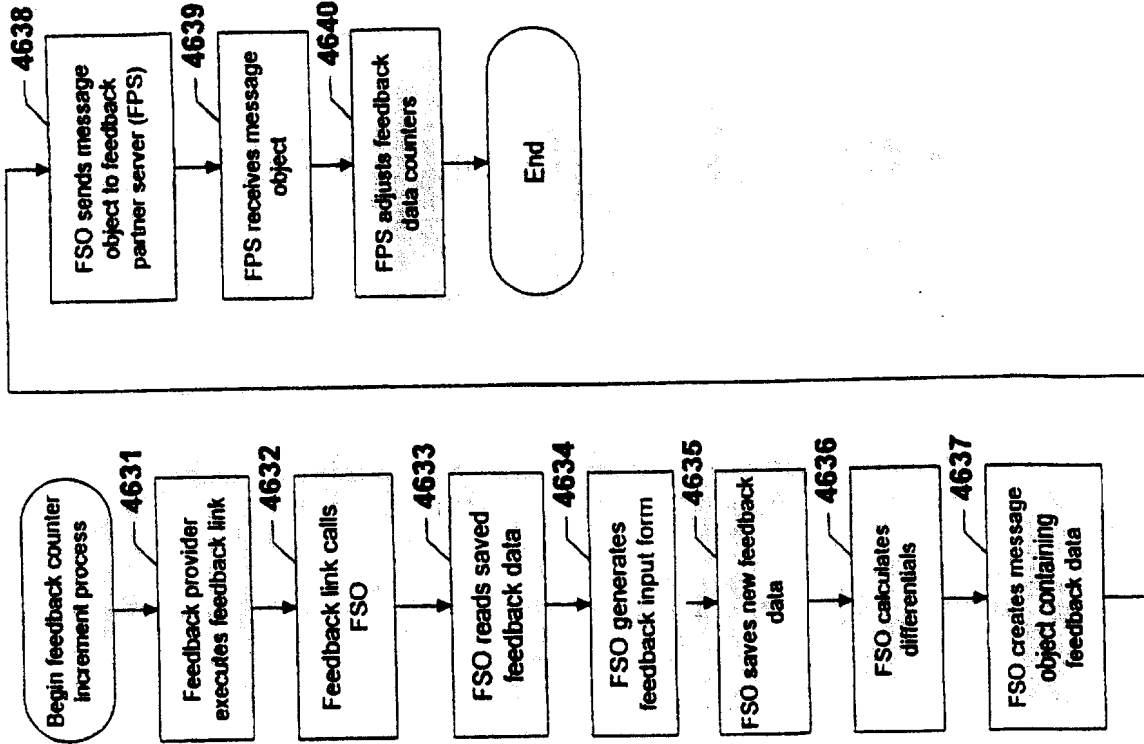 Begin feedback counter
increment process
4631
Feedback provider
executes feedback link
4632
Feedback link calls
FSO
4633
FSO reads saved
feedback data
4634
FSO generates
feedback input form
4635
FSO saves new feedback
data
4636
FSO calculates
differentials
4637
FSO creates message
object containing
feedback data
4638
FSO sends message
object to feedback
partner server (FPS)
4639
FPS receives message
object
4640
FPS adjusts feedback
data counters
End